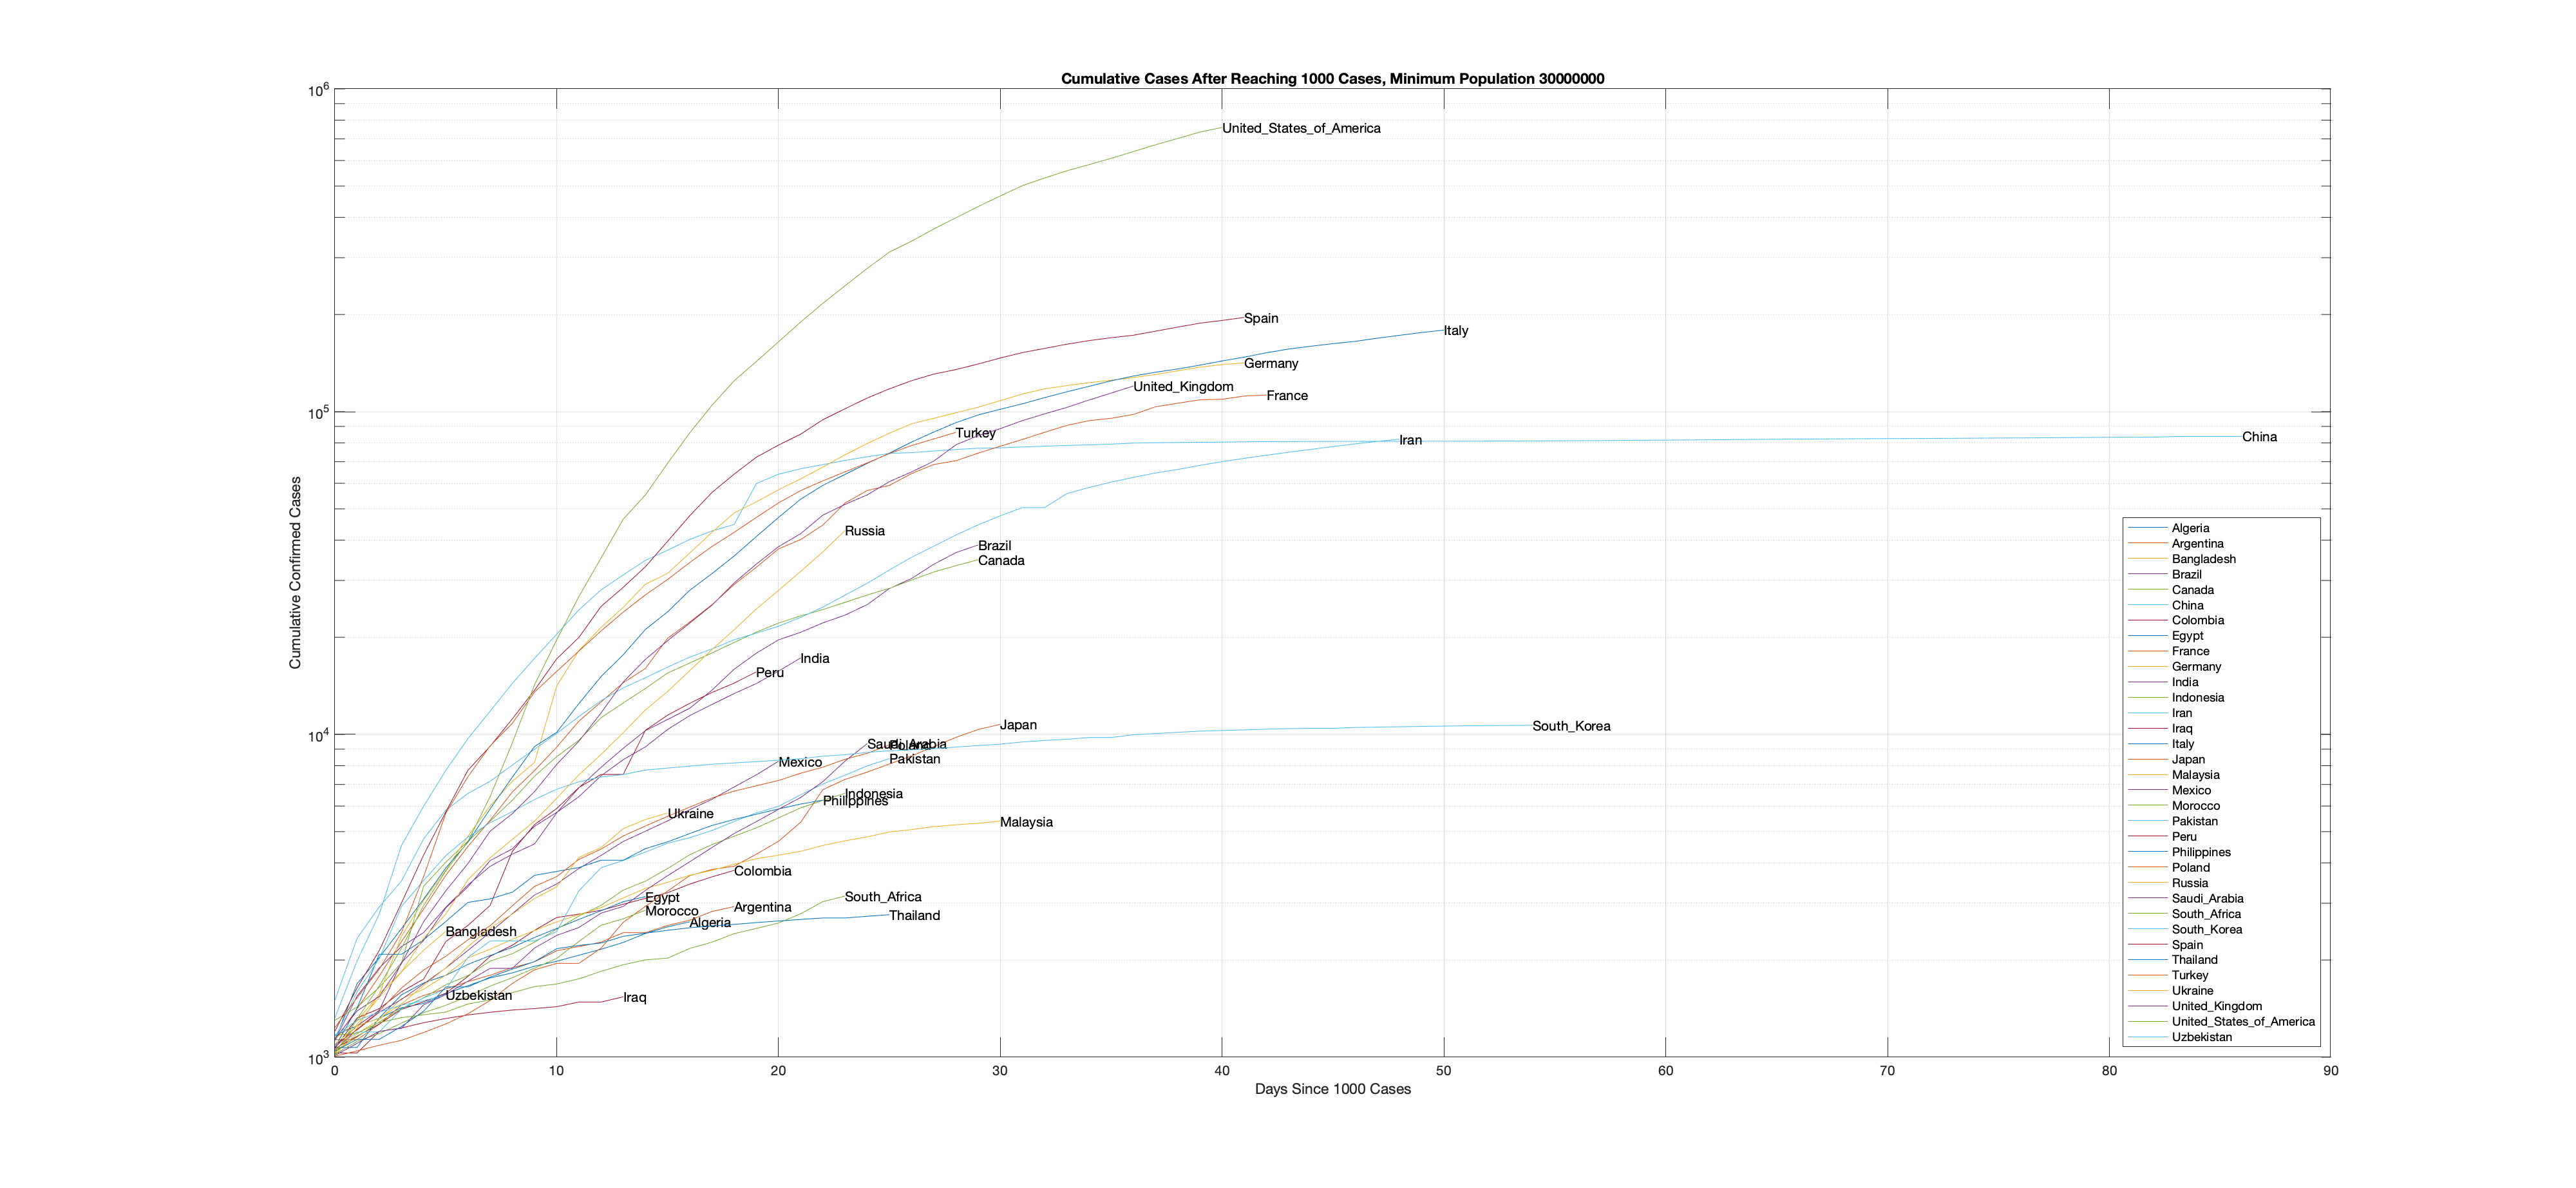 Cumulative Cases After Reaching 1000 Cases, Minimum Population 30000000
10^6
10^5
10^4
10^3
Cumulative Confirmed Cases
United_States_of_America
Spain
Italy
Germany
United_Kingdom
France
Turkey
Iran
China
Russia
Brazil
Canada
India
Peru
Japan
South_Korea
Saudi_Arabia
Poland
Pakistan
Mexico
Indonesia
Philippines
Ukraine
Malaysia
Colombia
Egypt
South_Africa
Morocco
Argentina
Thailand
Algeria
Bangladesh
Uzbekistan
Iraq
Algeria
Argentina
Bangladesh
Brazil
Canada
China
Colombia
Egypt
France
Germany
India
Indonesia
Iran
Iraq
Italy
Japan
Malaysia
Mexico
Morocco
Pakistan
Peru
Philippines
Poland
Russia
Saudi_Arabia
South_Africa
South_Korea
Spain
Thailand
Turkey
Ukraine
United_Kingdom
United_States_of_America
Uzbekistan
0 10 20 30 40 50 60 70 80 90
Days Since 1000 Cases